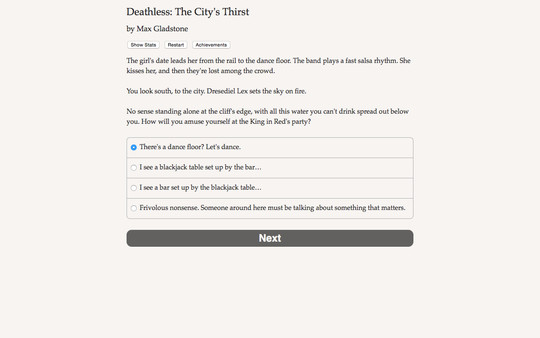 Deathless: The City's Thirst
by Max Gladstone
Show Stats Restart Achievements
The girl's date leads her from the rail to the dance floor. The band plays a fast salsa rhythm. She
kisses her, and then they're lost among the crowd.
You look south, to the city. Dresediel Lex sets the sky on fire.
No sense standing alone at the cliff's edge, with all this water you can't drink spread out below
you. How will you amuse yourself at the King in Red's party?
There's a dance floor? Let's dance.
I see a blackjack table set up by the bar…
I see a bar set up by the blackjack table…
Frivolous nonsense. Someone around here must be talking about something that matters.
Next